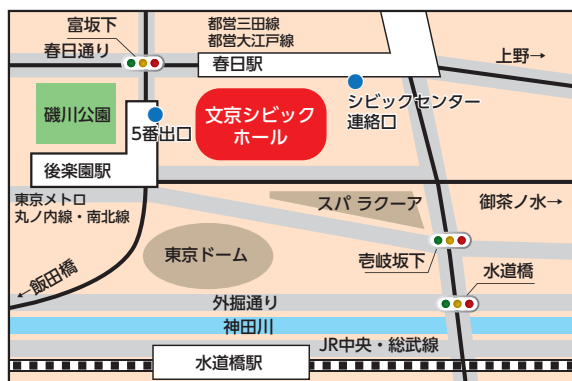 富坂下
都営三田線
都営大江戸線
春日通り
春日駅
上野→
シビックセンター
連絡口
磯川公園
5番出口
文京シビック
ホール
後楽園駅
東京メトロ
丸ノ内線・南北線
スパ ラクーア
御茶ノ水→
東京ドーム
壱岐坂下
水道橋
←飯田橋
外掘通り
神田川
JR中央・総武線
水道橋駅